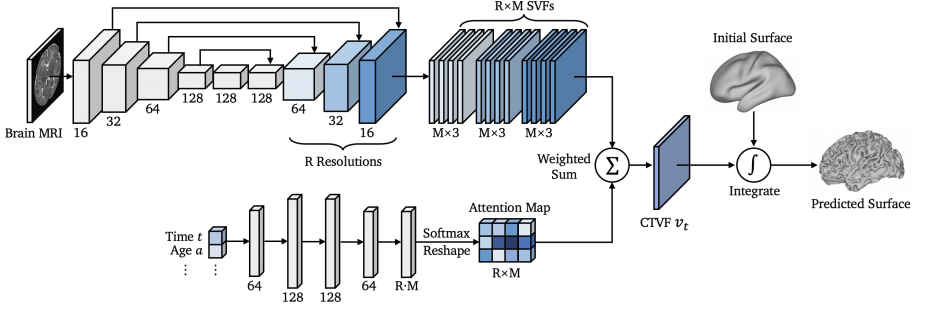 R×M SVFs
Initial Surface
Brain MRI
16
32
64
128
128
128
64
32
16
R Resolutions
M×3
M×3
M×3
Weighted
Sum
Σ
CTVF vₜ
∫
Integrate
Predicted Surface
Time t
Age a
⋮ ⋮
64
128
128
64
R·M
Softmax
Reshape
Attention Map
R×M